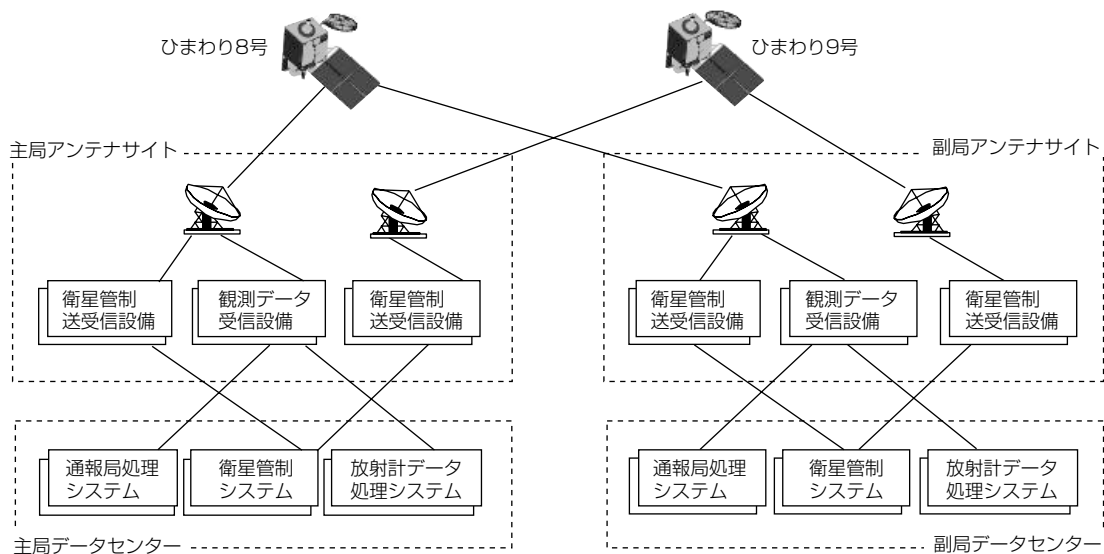 ひまわり8号
ひまわり9号
主局アンテナサイト
副局アンテナサイト
衛星管制
送受信設備
観測データ
受信設備
衛星管制
送受信設備
衛星管制
送受信設備
観測データ
受信設備
衛星管制
送受信設備
通報局処理
システム
衛星管制
システム
放射計データ
処理システム
通報局処理
システム
衛星管制
システム
放射計データ
処理システム
主局データセンター
副局データセンター